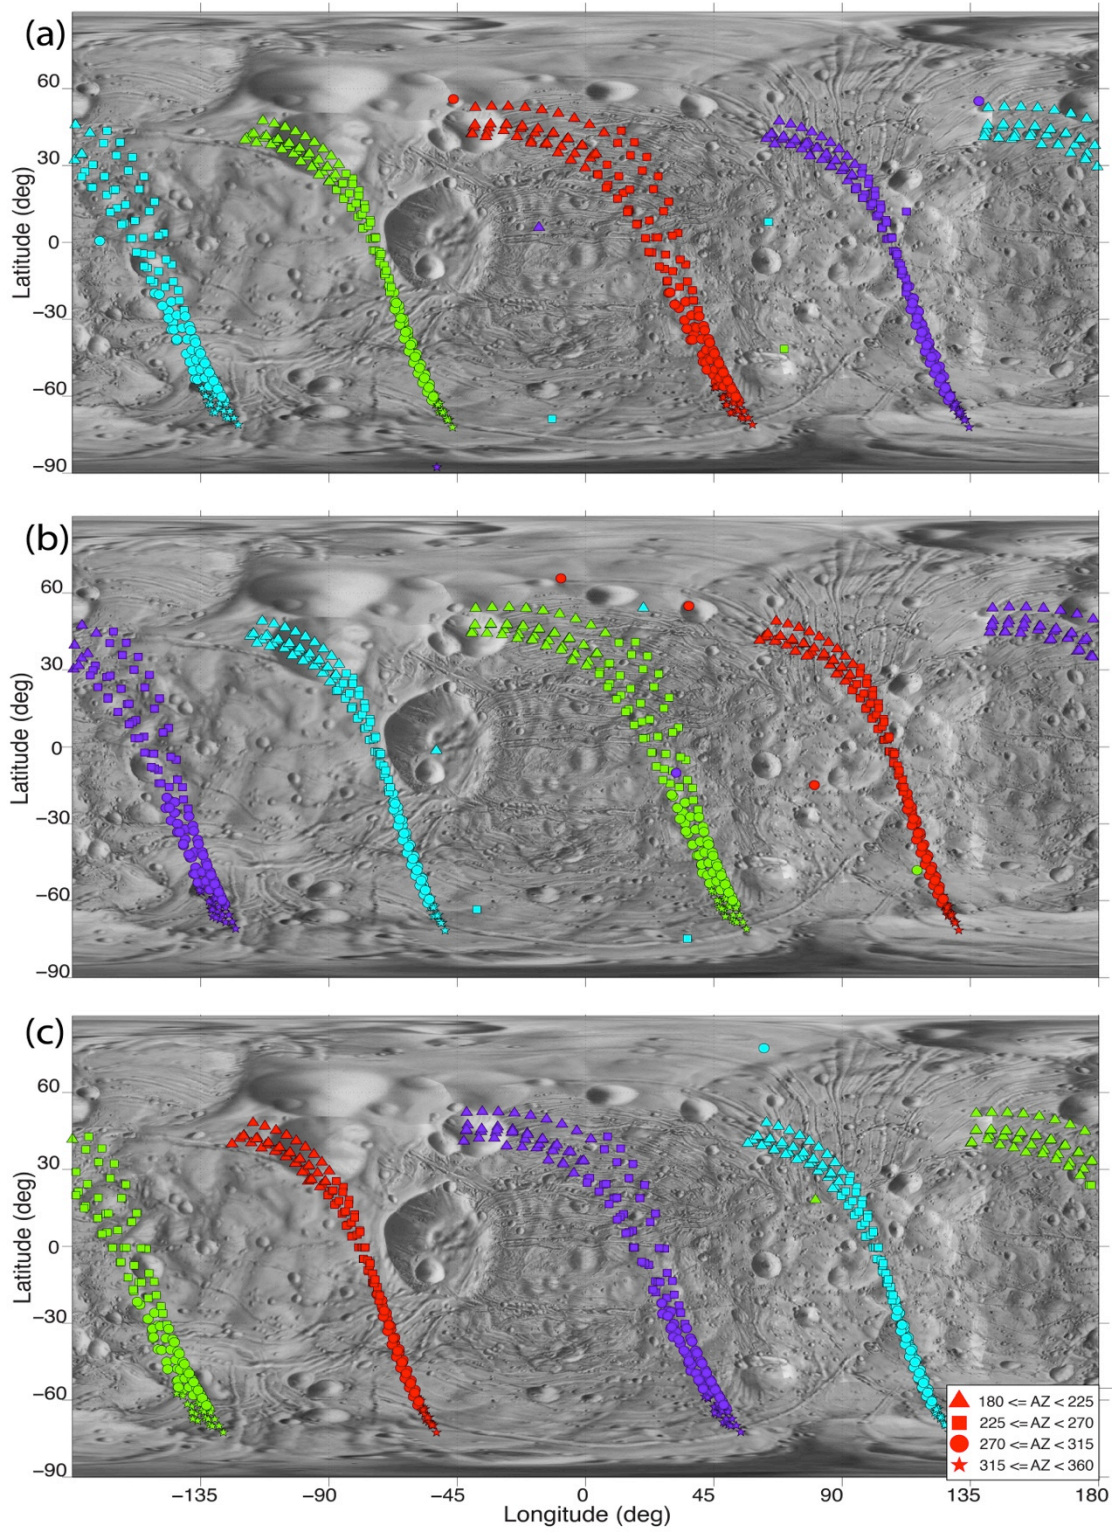 (a)
60
30
0
−30
−60
−90
Latitude (deg)
(b)
60
30
0
−30
−60
−90
Latitude (deg)
(c)
60
30
0
−30
−60
−90
Latitude (deg)
180 <= AZ < 225
225 <= AZ < 270
270 <= AZ < 315
315 <= AZ < 360
−135 −90 −45 0 45 90 135 180
Longitude (deg)